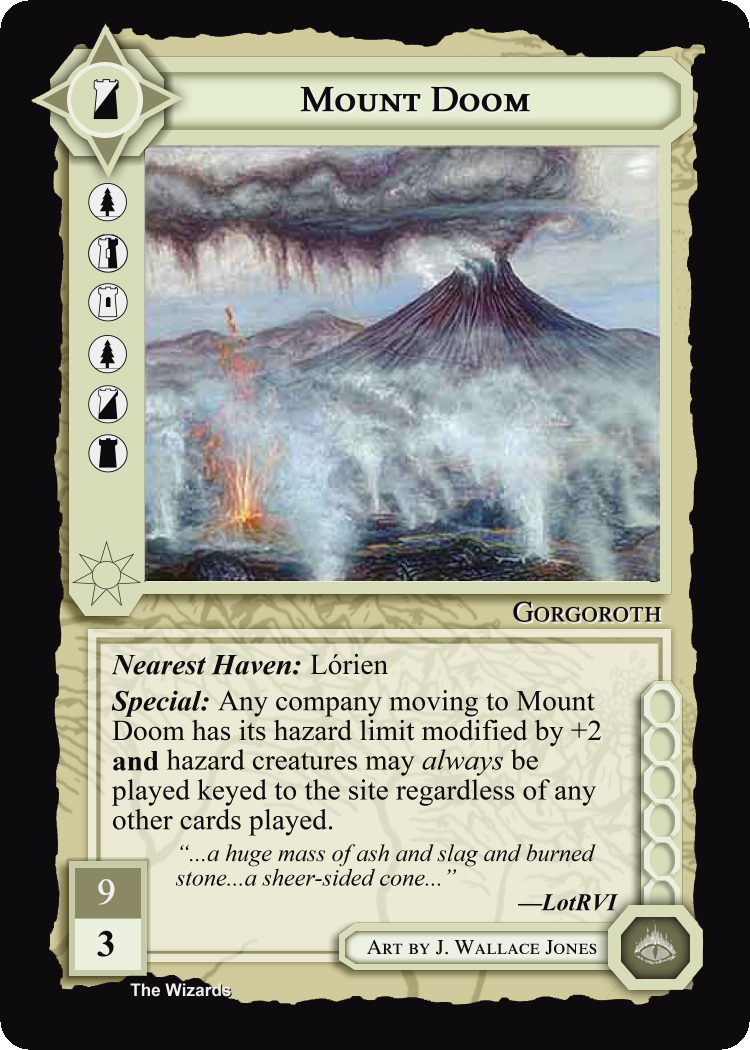 Mount Doom
Gorgoroth
Nearest Haven: Lórien
Special: Any company moving to Mount
Doom has its hazard limit modified by +2
and hazard creatures may always be
played keyed to the site regardless of any
other cards played.
“...a huge mass of ash and slag and burned
stone...a sheer-sided cone...”
—LotRVI
9
3
Art by J. Wallace Jones
The Wizards